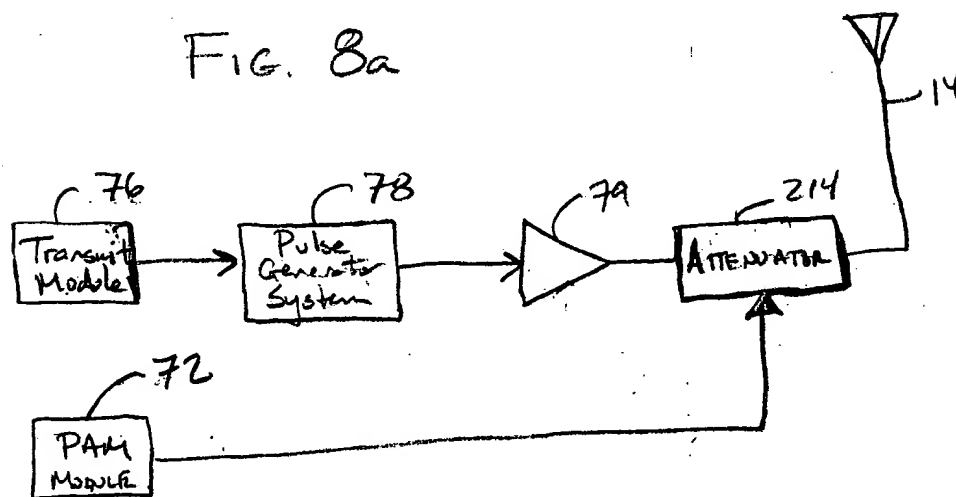 FIG. 8a
14
76
78
79
214
Transmit
Module
Pulse
Generator
System
ATTENUATOR
72
PAM
MODULE